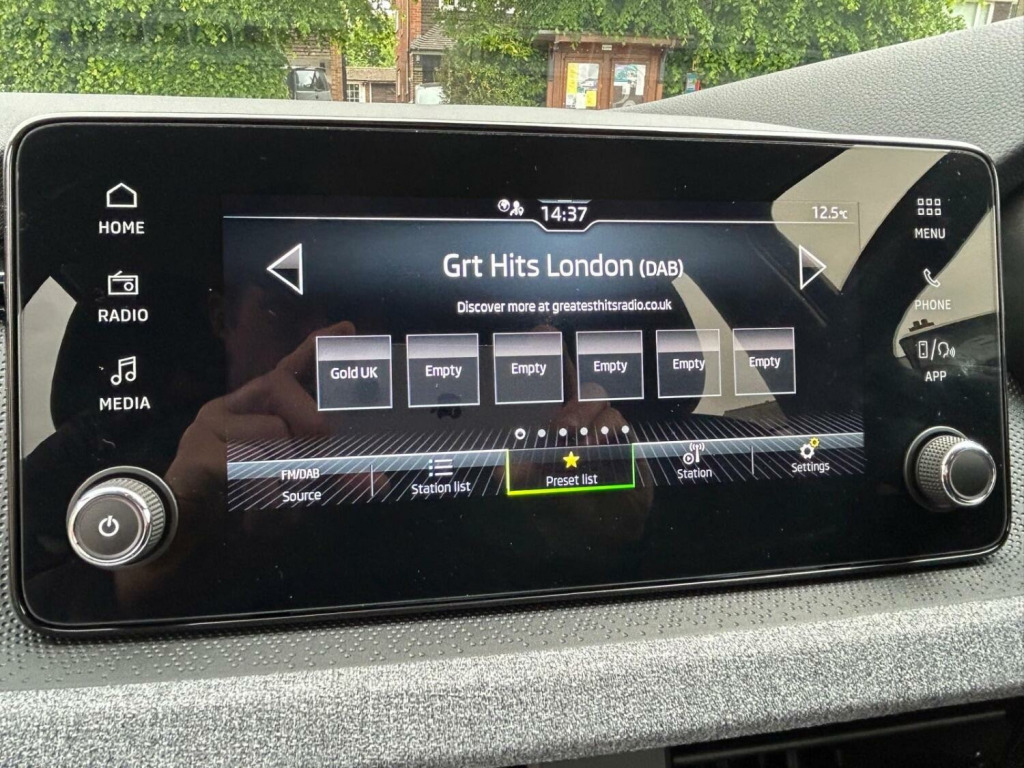 14:37
12.5°C
HOME
RADIO
MEDIA
Grt Hits London (DAB)
Discover more at greatesthitsradio.co.uk
Gold UK
Empty
Empty
Empty
Empty
Empty
FM/DAB
Source
Station list
Preset list
Station
Settings
MENU
PHONE
APP